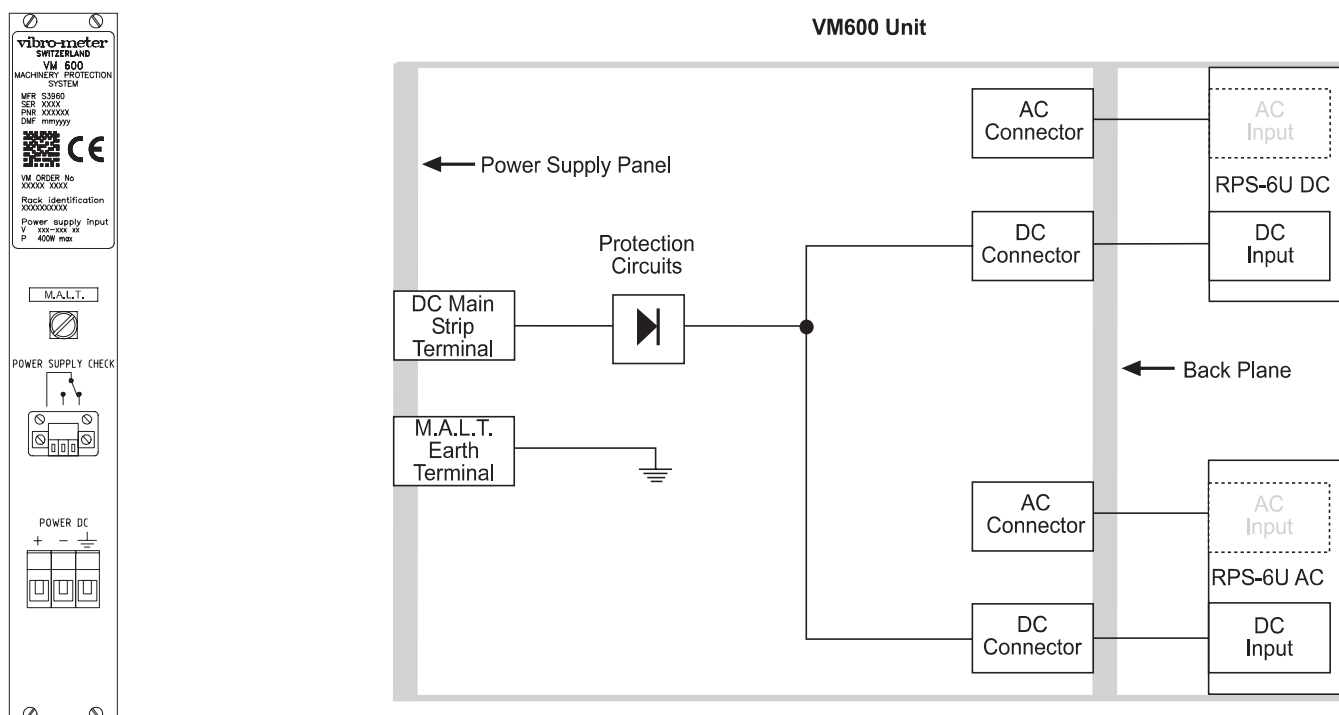 vibro-meter
SWITZERLAND
VM 600
MACHINERY PROTECTION
SYSTEM
MFR S3960
SER XXXX
PNR XXXXXX
DMF mmyyyy
CE
VM ORDER No
XXXXX XXXX
Rack identification
XXXXXXXXXX
Power supply input
V xxx-xxx xx
P 400W max
M.A.L.T.
POWER SUPPLY CHECK
POWER DC
+ -
VM600 Unit
Power Supply Panel
Protection
Circuits
DC Main
Strip
Terminal
M.A.L.T.
Earth
Terminal
AC
Connector
DC
Connector
Back Plane
AC
Connector
DC
Connector
AC
Input
RPS-6U DC
DC
Input
AC
Input
RPS-6U AC
DC
Input